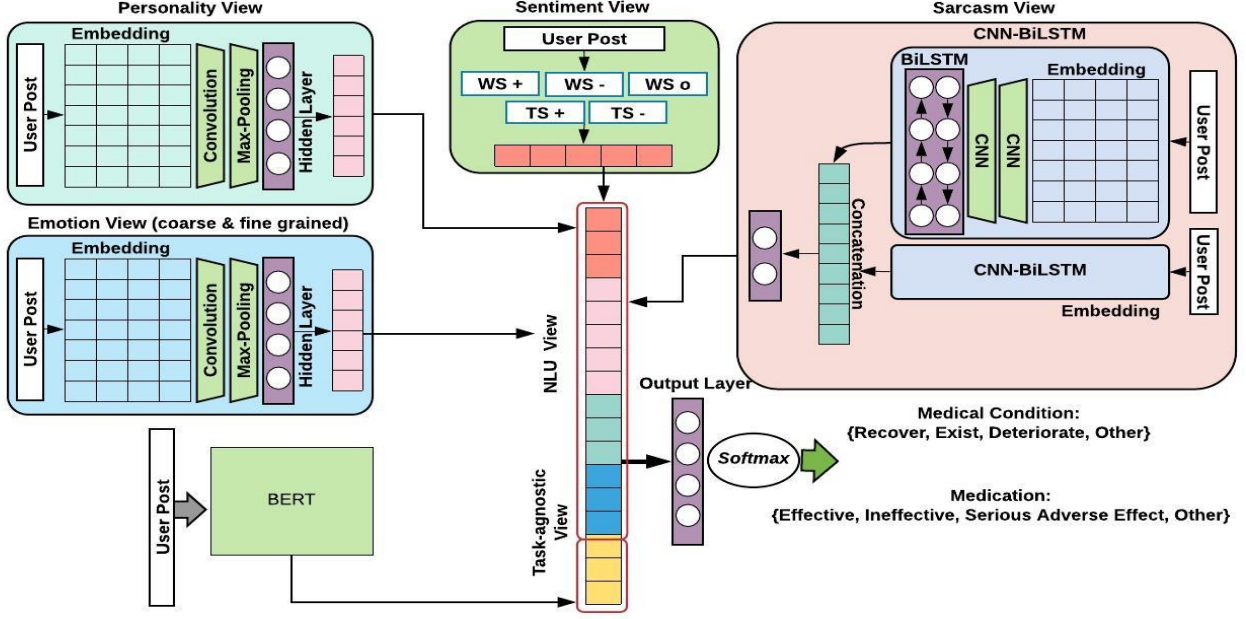 Personality View
Embedding
User Post
Convolution
Max-Pooling
Hidden Layer
Emotion View (coarse & fine grained)
Embedding
User Post
Convolution
Max-Pooling
Hidden Layer
User Post
BERT
Sentiment View
User Post
WS +
WS -
WS o
TS +
TS -
NLU View
Task-agnostic
View
Sarcasm View
CNN-BiLSTM
BiLSTM
CNN
CNN
Embedding
User Post
Concatenation
CNN-BiLSTM
User Post
Embedding
Output Layer
Softmax
Medical Condition:
{Recover, Exist, Deteriorate, Other}
Medication:
{Effective, Ineffective, Serious Adverse Effect, Other}